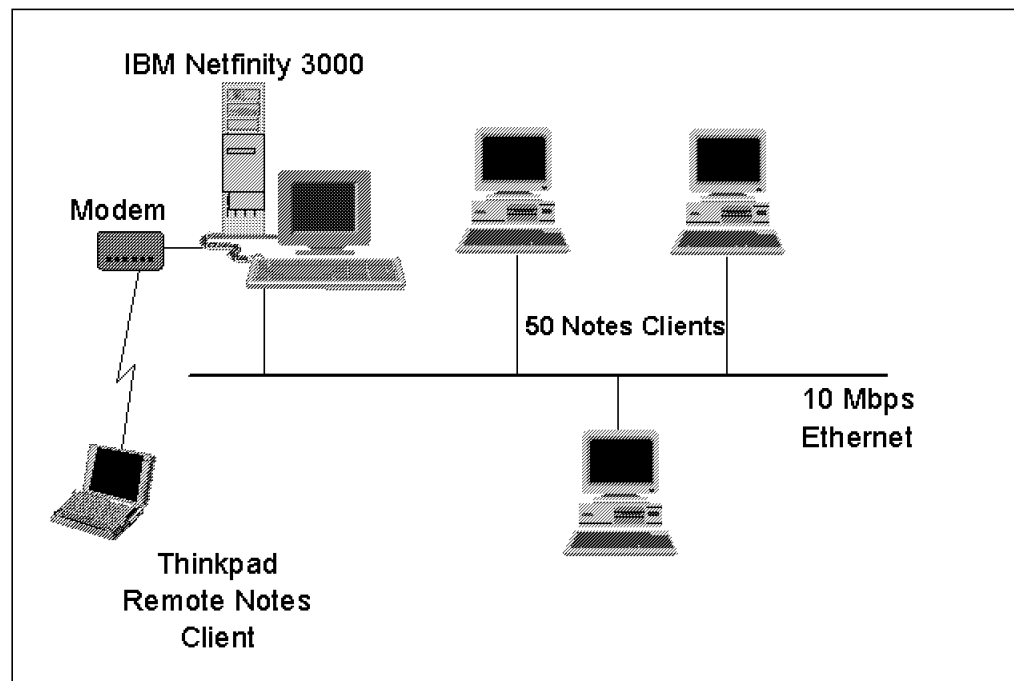 IBM Netfinity 3000
Modem
50 Notes Clients
10 Mbps
Ethernet
Thinkpad
Remote Notes
Client